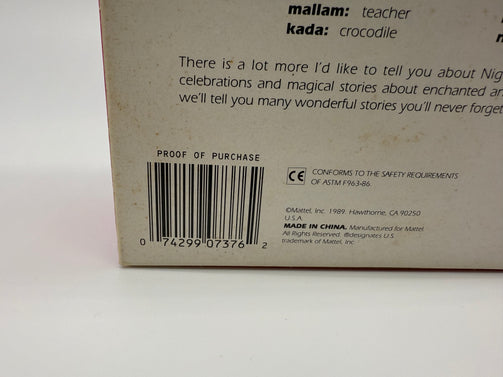 mallam: teacher
kada: crocodile
There is a lot more I'd like to tell you about
celebrations and magical stories about enchanted
we'll tell you many wonderful stories you'll never forget
PROOF OF PURCHASE
0 74299 07376 2
CE CONFORMS TO THE SAFETY REQUIREMENTS
OF ASTM F963-86.
©Mattel, Inc. 1989. Hawthorne, CA 90250
U.S.A.
MADE IN CHINA. Manufactured for Mattel
All Rights Reserved. ®designates U.S.
trademark of Mattel, Inc